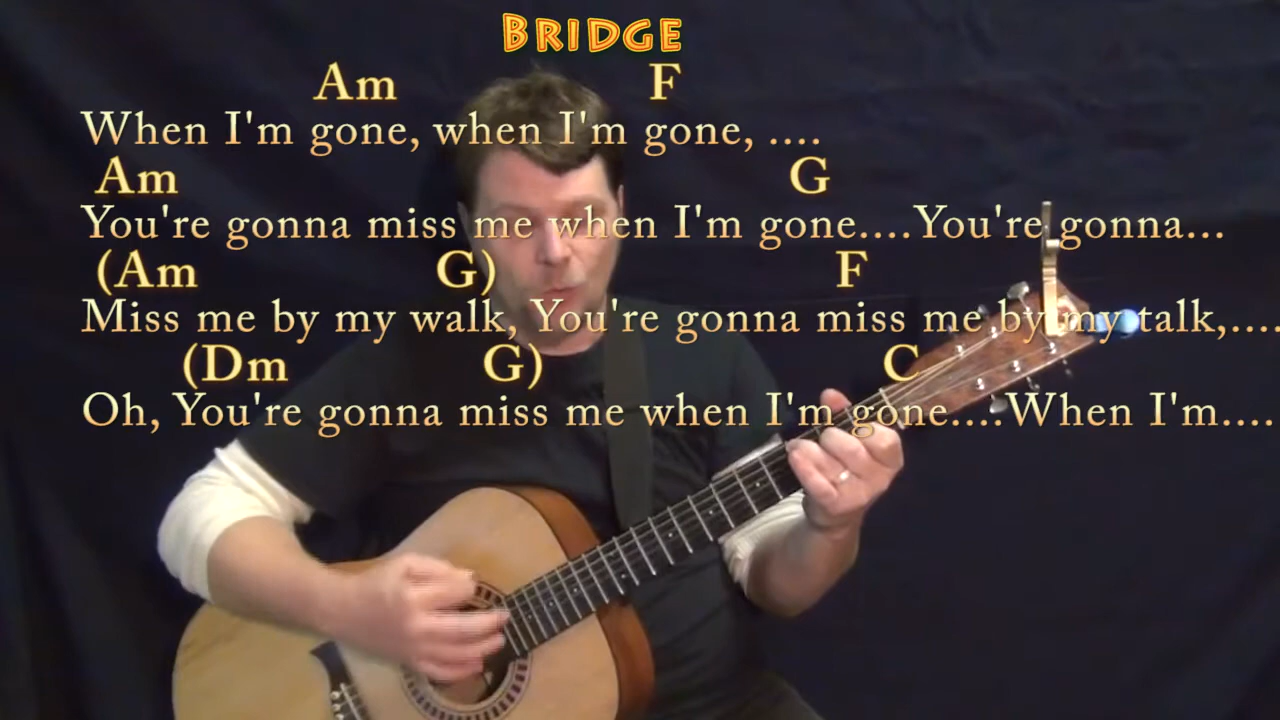 BRIDGE
Am F
When I'm gone, when I'm gone, ....
Am G
You're gonna miss me when I'm gone....You're gonna...
(Am G) F
Miss me by my walk, You're gonna miss me by my talk,....
(Dm G) C
Oh, You're gonna miss me when I'm gone....When I'm....